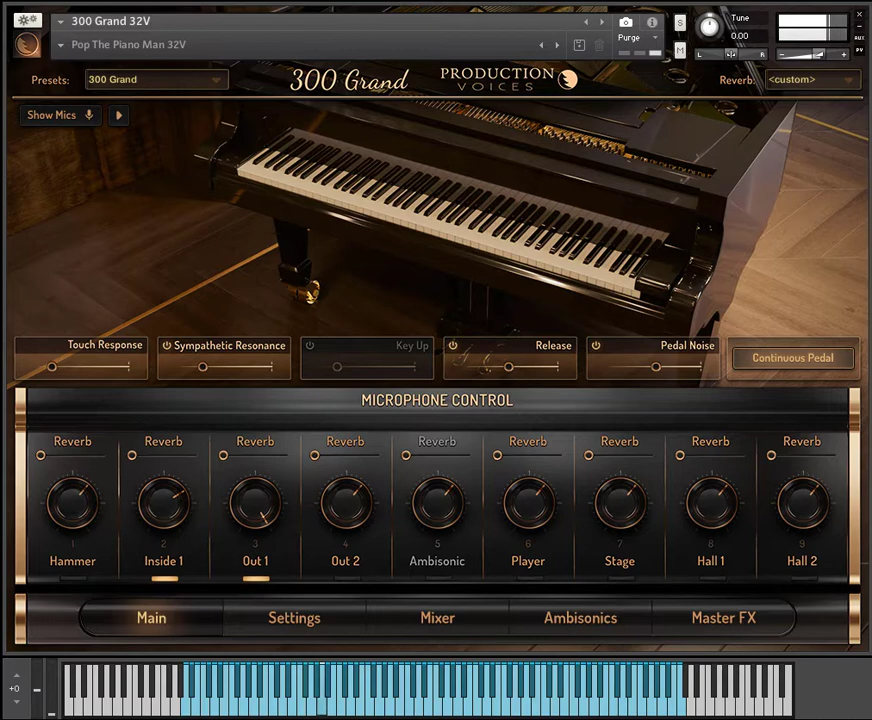 300 Grand 32V
S
Tune
Pop The Piano Man 32V
Purge
M
0.00
AUX
PV
L
R
-
+
Presets:
300 Grand
300 Grand
PRODUCTION
VOICES
Reverb:
<custom>
Show Mics
Touch Response
Sympathetic Resonance
Key Up
Release
Pedal Noise
Continuous Pedal
MICROPHONE CONTROL
Reverb Reverb Reverb Reverb Reverb Reverb Reverb Reverb Reverb
1 2 3 4 5 6 7 8 9
Hammer Inside 1 Out 1 Out 2 Ambisonic Player Stage Hall 1 Hall 2
Main Settings Mixer Ambisonics Master FX
+0